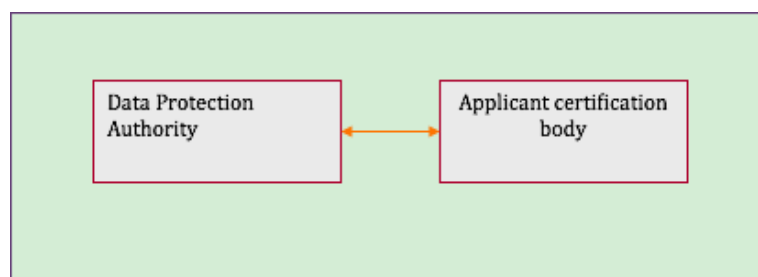 Data Protection
Authority
Applicant certification
body